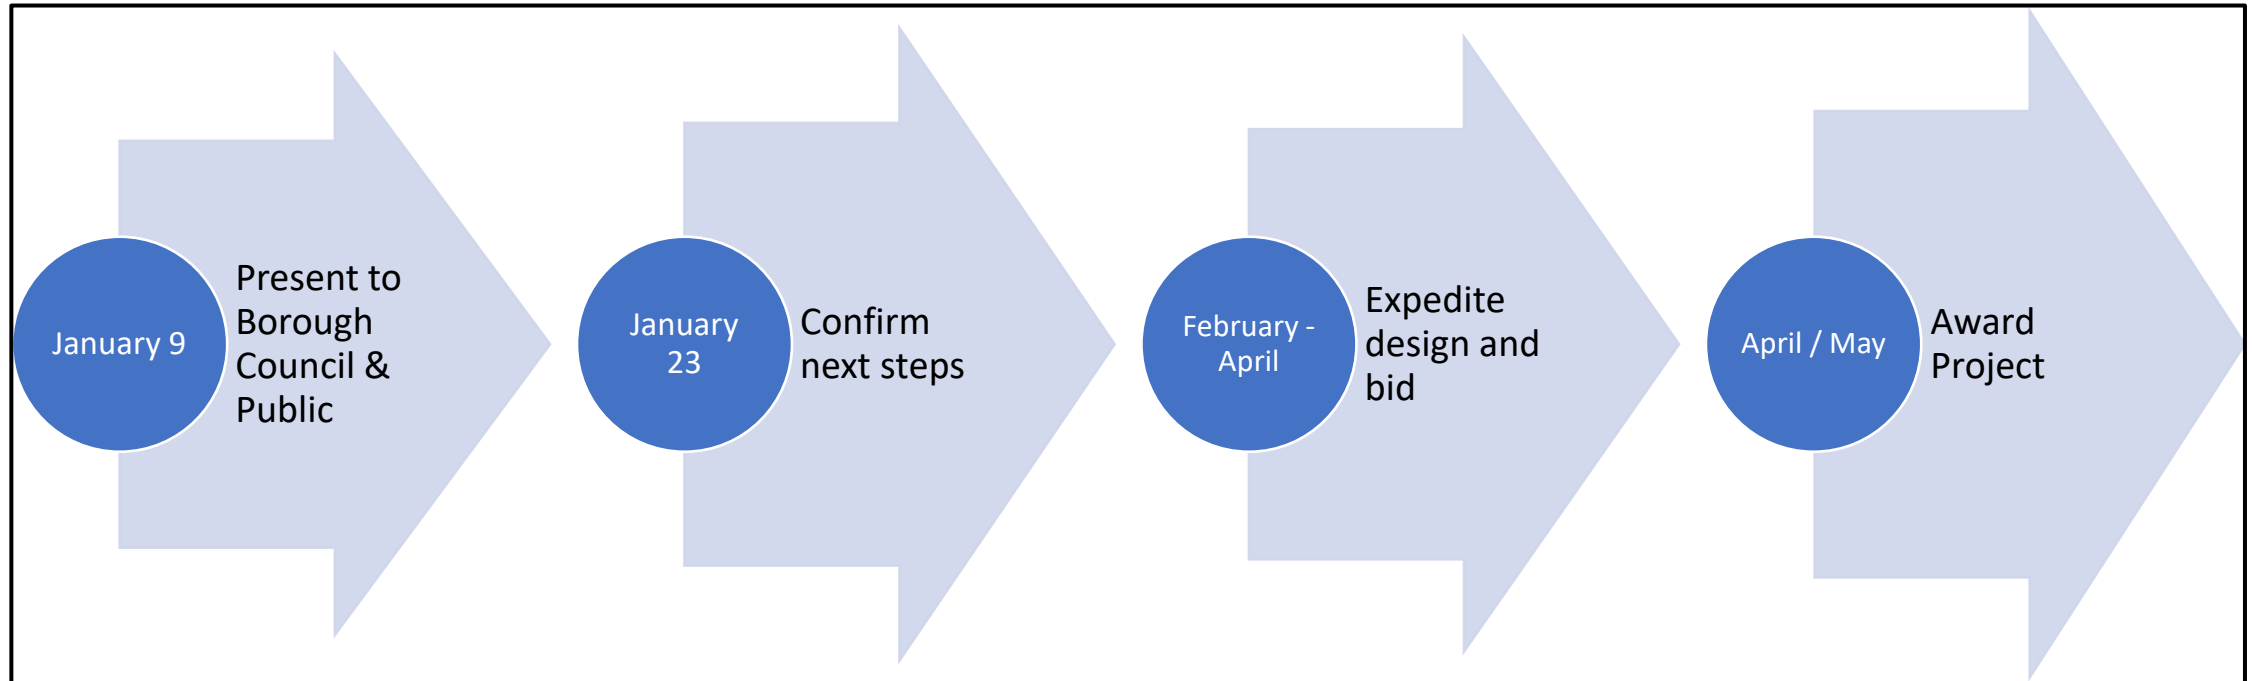 January 9
Present to
Borough
Council &
Public
January
23
Confirm
next steps
February -
April
Expedite
design and
bid
April / May
Award
Project